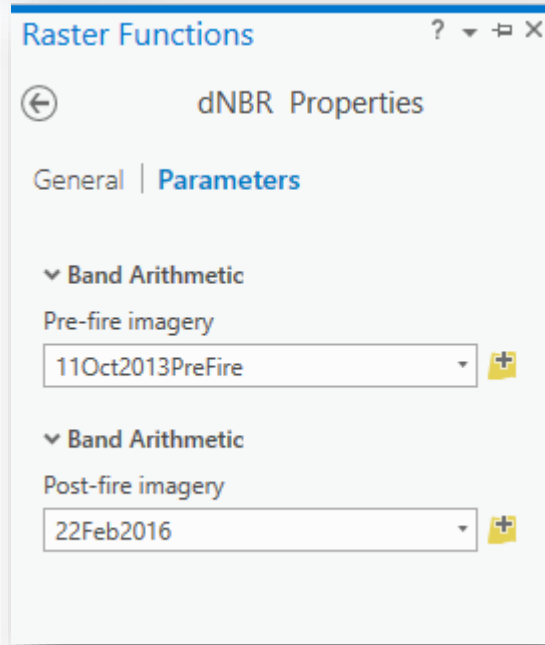 Raster Functions ?
dNBR Properties
General | Parameters
Band Arithmetic
Pre-fire imagery
11Oct2013PreFire
Band Arithmetic
Post-fire imagery
22Feb2016